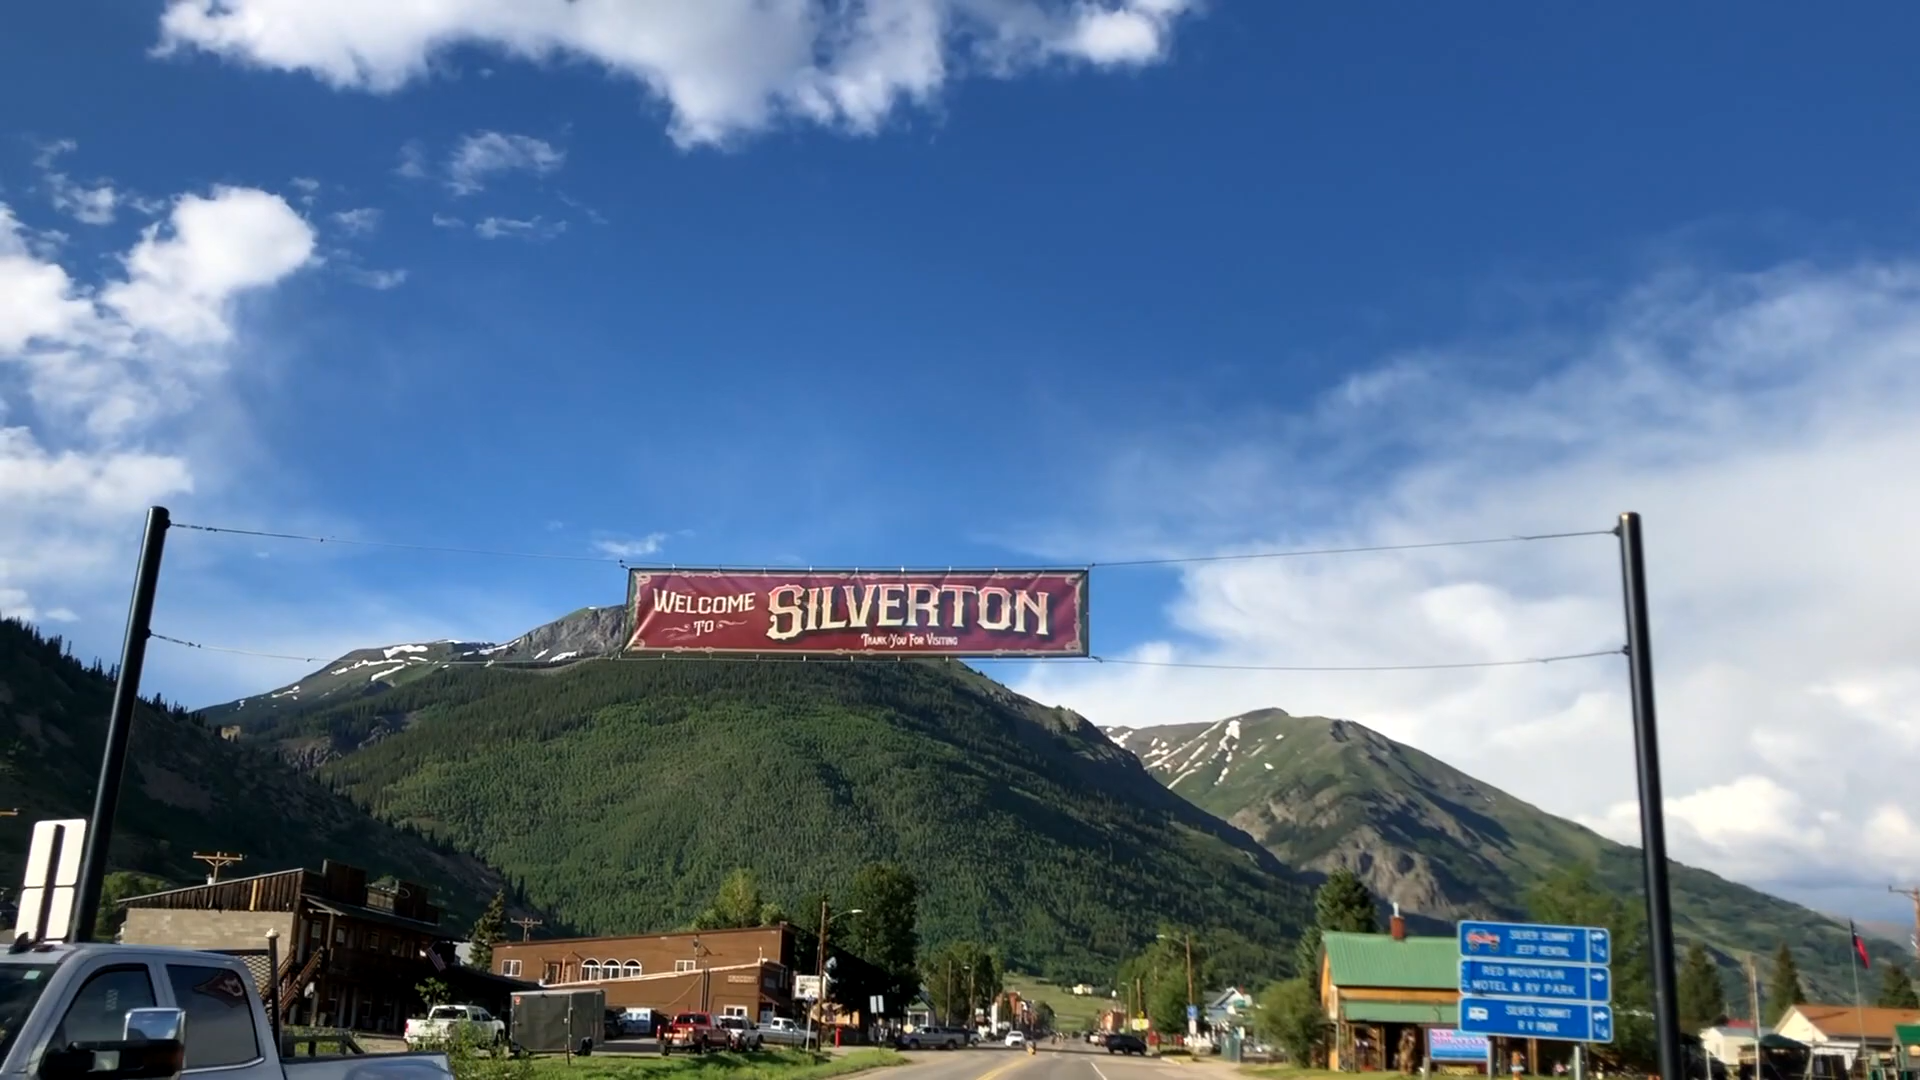 WELCOME
TO
SILVERTON
THANK YOU FOR VISITING
SILVER SUMMIT
JEEP RENTAL
RED MOUNTAIN
MOTEL & RV PARK
SILVER SUMMIT
RV PARK